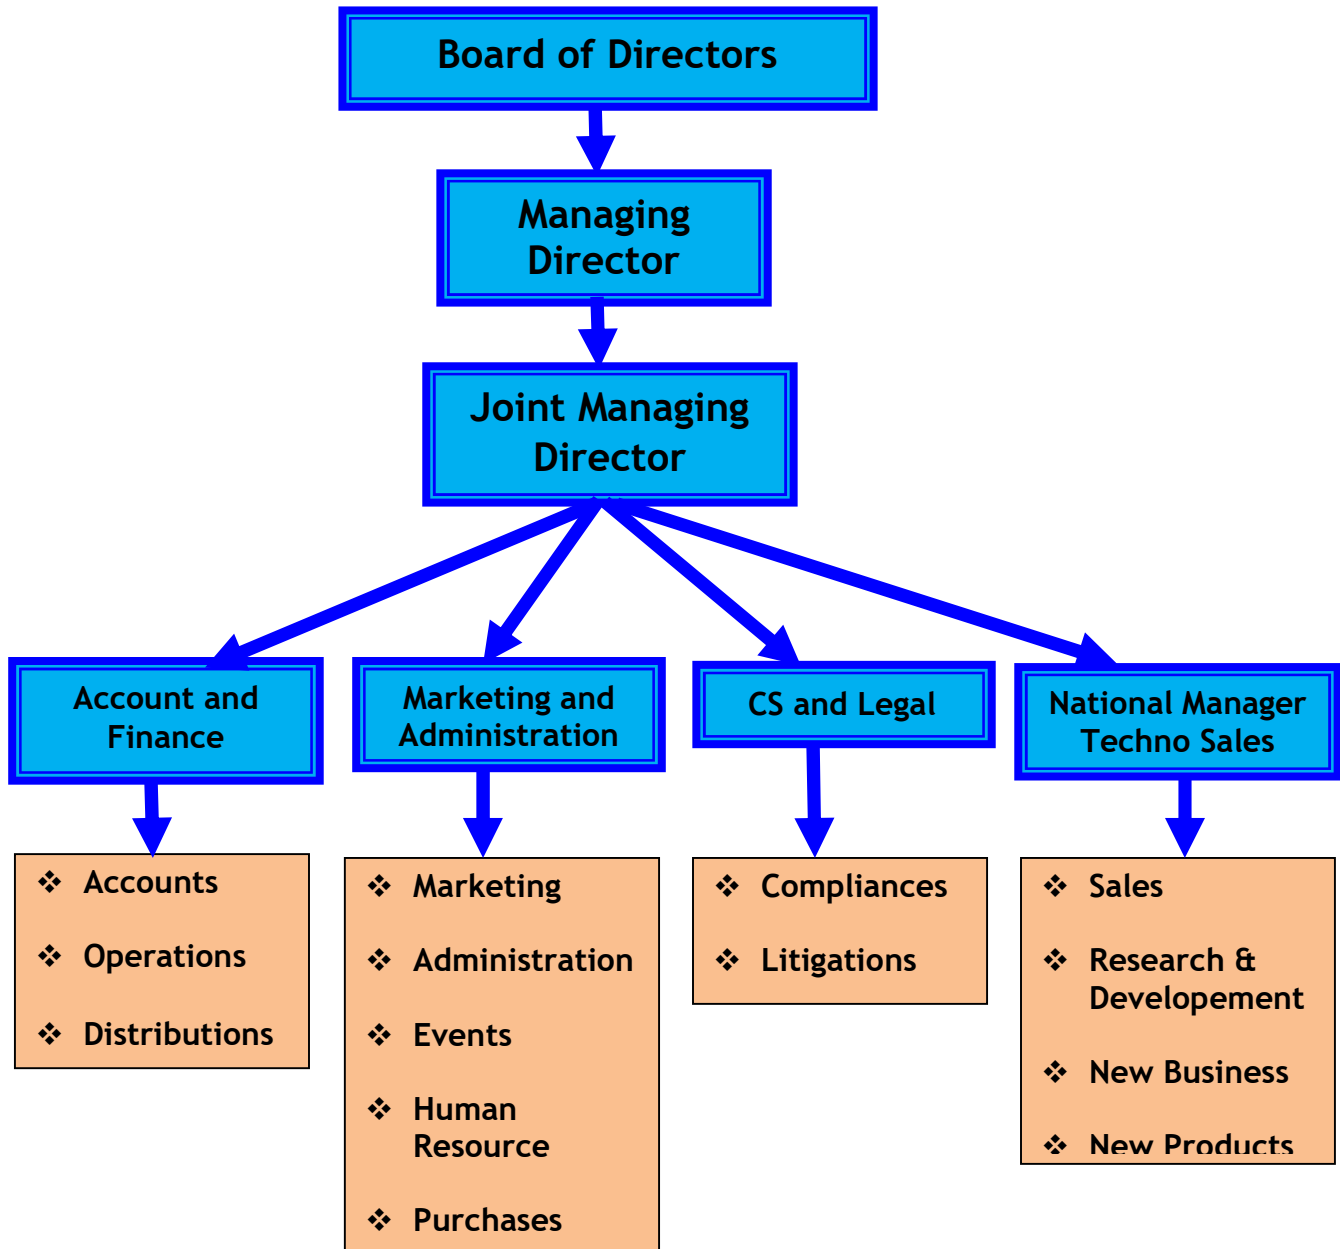 Board of Directors
Managing
Director
Joint Managing
Director
Account and
Finance
Marketing and
Administration
CS and Legal
National Manager
Techno Sales
❖ Accounts
❖ Operations
❖ Distributions
❖ Marketing
❖ Administration
❖ Events
❖ Human
Resource
❖ Purchases
❖ Compliances
❖ Litigations
❖ Sales
❖ Research &
Developement
❖ New Business
❖ New Products